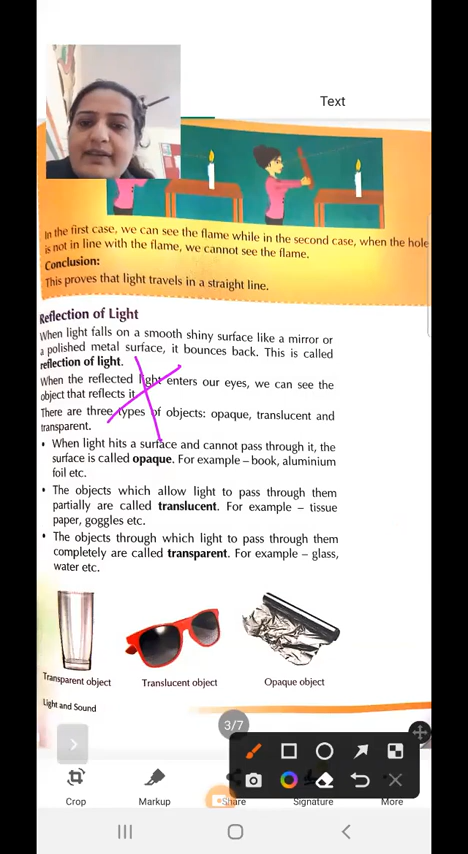 Text
In the first case, we can see the flame while in the second case, when the hole
is not in line with the flame, we cannot see the flame.
Conclusion:
This proves that light travels in a straight line.
Reflection of Light
When light falls on a smooth shiny surface like a mirror or
a polished metal surface, it bounces back. This is called
reflection of light.
When the reflected light enters our eyes, we can see the
object that reflects it.
There are three types of objects: opaque, translucent and
transparent.
• When light hits a surface and cannot pass through it, the
surface is called opaque. For example – book, aluminium
foil etc.
• The objects which allow light to pass through them
partially are called translucent. For example – tissue
paper, goggles etc.
• The objects through which light to pass through them
completely are called transparent. For example – glass,
water etc.
Transparent object
Translucent object
Opaque object
Light and Sound
3/7
Crop
Markup
Share
Signature
More